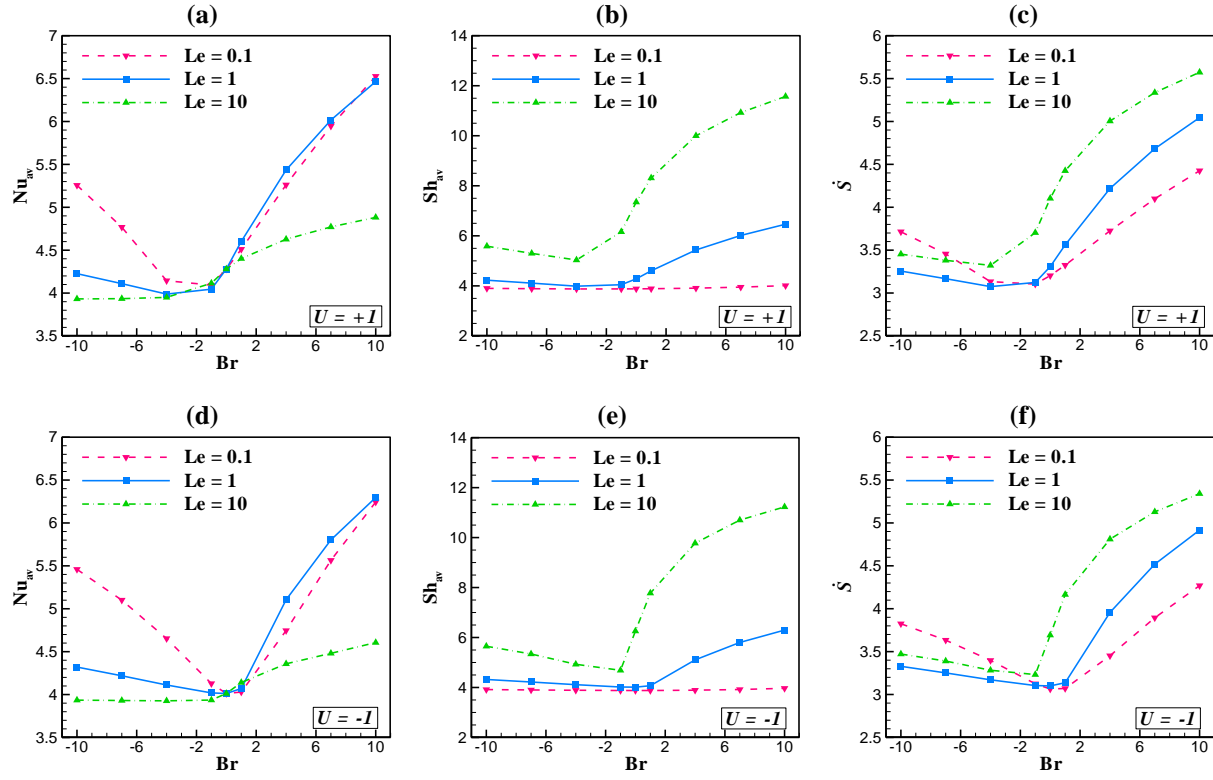 (a)
Nu_av
7
6.5
6
5.5
5
4.5
4
3.5
Le = 0.1
Le = 1
Le = 10
U = +1
-10 -6 -2 2 6 10
Br
(b)
Sh_av
14
12
10
8
6
4
2
Le = 0.1
Le = 1
Le = 10
U = +1
-10 -6 -2 2 6 10
Br
(c)
Ṡ
6
5.5
5
4.5
4
3.5
3
2.5
Le = 0.1
Le = 1
Le = 10
U = +1
-10 -6 -2 2 6 10
Br
(d)
Nu_av
7
6.5
6
5.5
5
4.5
4
3.5
Le = 0.1
Le = 1
Le = 10
U = -1
-10 -6 -2 2 6 10
Br
(e)
Sh_av
14
12
10
8
6
4
2
Le = 0.1
Le = 1
Le = 10
U = -1
-10 -6 -2 2 6 10
Br
(f)
Ṡ
6
5.5
5
4.5
4
3.5
3
2.5
Le = 0.1
Le = 1
Le = 10
U = -1
-10 -6 -2 2 6 10
Br